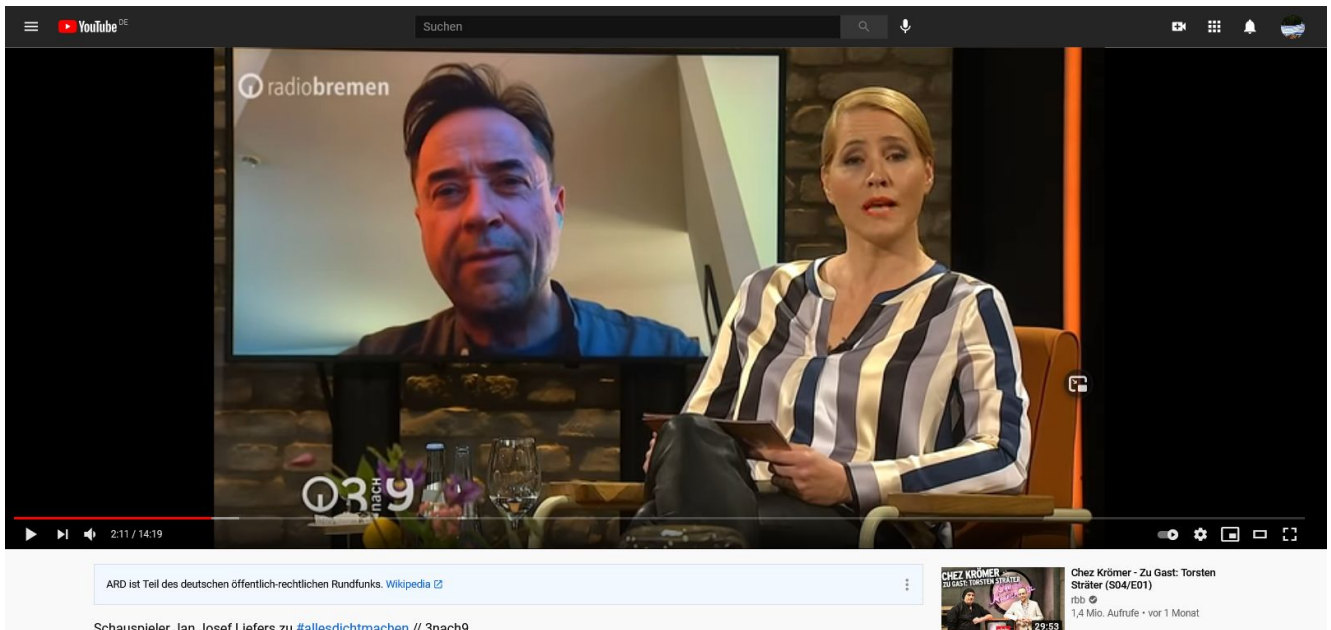 YouTube DE
Suchen
radiobremen
3nach9
2:11 / 14:19
ARD ist Teil des deutschen öffentlich-rechtlichen Rundfunks. Wikipedia
Schauspieler Jan Josef Liefers zu #allesdichtmachen // 3nach9
CHEZ KRÖMER
ZU GAST: TORSTEN STRÄTER
29:53
Chez Krömer - Zu Gast: Torsten
Sträter (S04/E01)
rbb
1,4 Mio. Aufrufe • vor 1 Monat